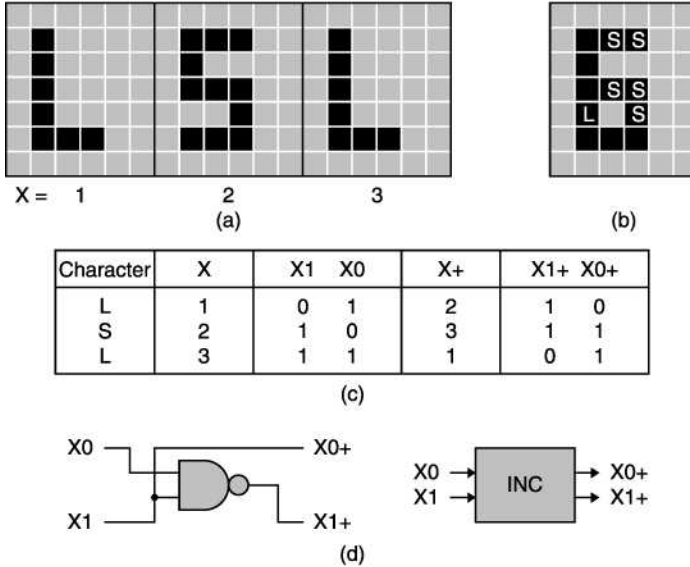 S S
S S
L S
X = 1 2 3
(a) (b)
Character X X1 X0 X+ X1+ X0+
L 1 0 1 2 1 0
S 2 1 0 3 1 1
L 3 1 1 1 0 1
(c)
X0 X0+
X1 X1+
X0 INC X0+
X1 X1+
(d)